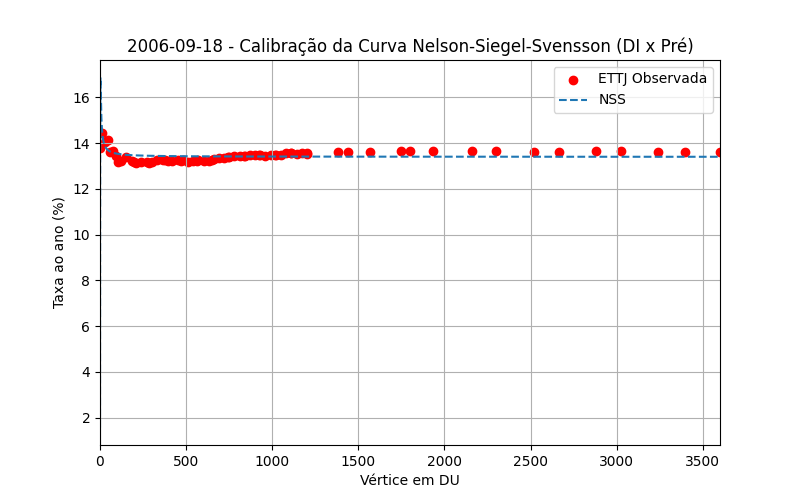 2006-09-18 - Calibração da Curva Nelson-Siegel-Svensson (DI x Pré)
ETTJ Observada
NSS
Taxa ao ano (%)
16
14
12
10
8
6
4
2
0 500 1000 1500 2000 2500 3000 3500
Vértice em DU